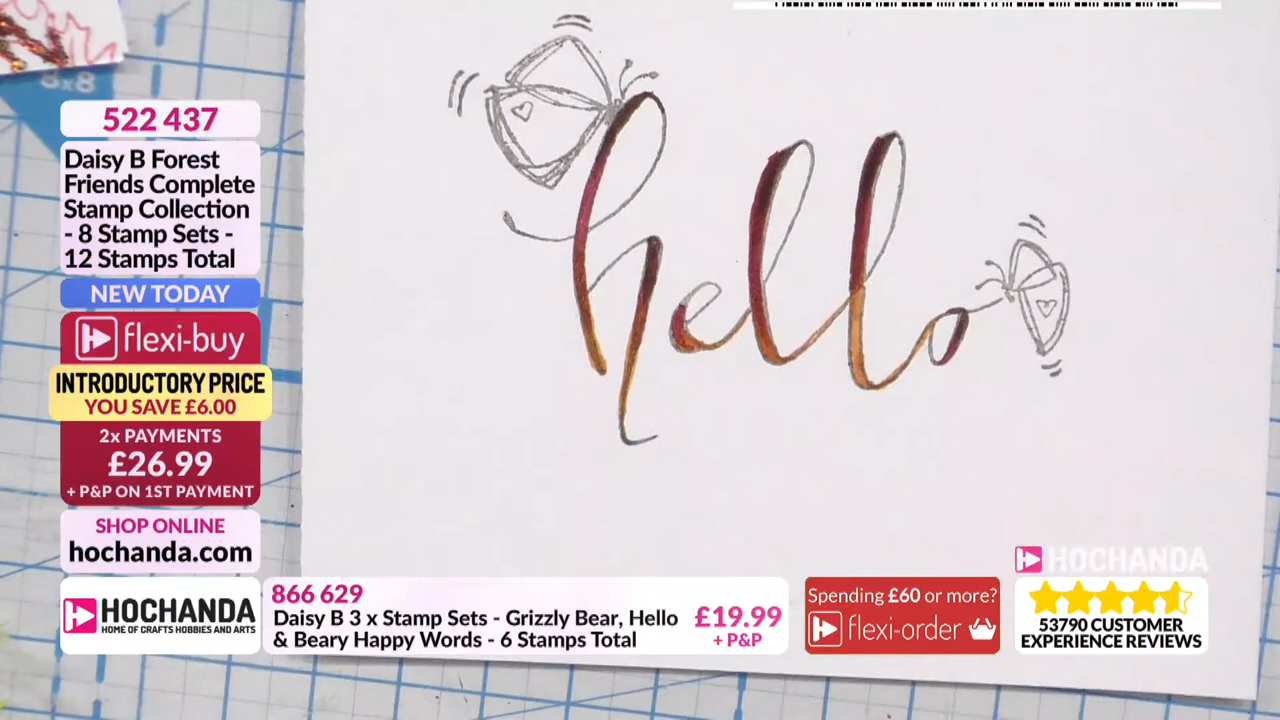 8x8
522 437
Daisy B Forest
Friends Complete
Stamp Collection
- 8 Stamp Sets -
12 Stamps Total
NEW TODAY
flexi-buy
INTRODUCTORY PRICE
YOU SAVE £6.00
2x PAYMENTS
£26.99
+ P&P ON 1ST PAYMENT
SHOP ONLINE
hochanda.com
hello
HOCHANDA
HOCHANDA
HOME OF CRAFTS HOBBIES AND ARTS
866 629
Daisy B 3 x Stamp Sets - Grizzly Bear, Hello
& Beary Happy Words - 6 Stamps Total
£19.99
+ P&P
Spending £60 or more?
flexi-order
53790 CUSTOMER
EXPERIENCE REVIEWS